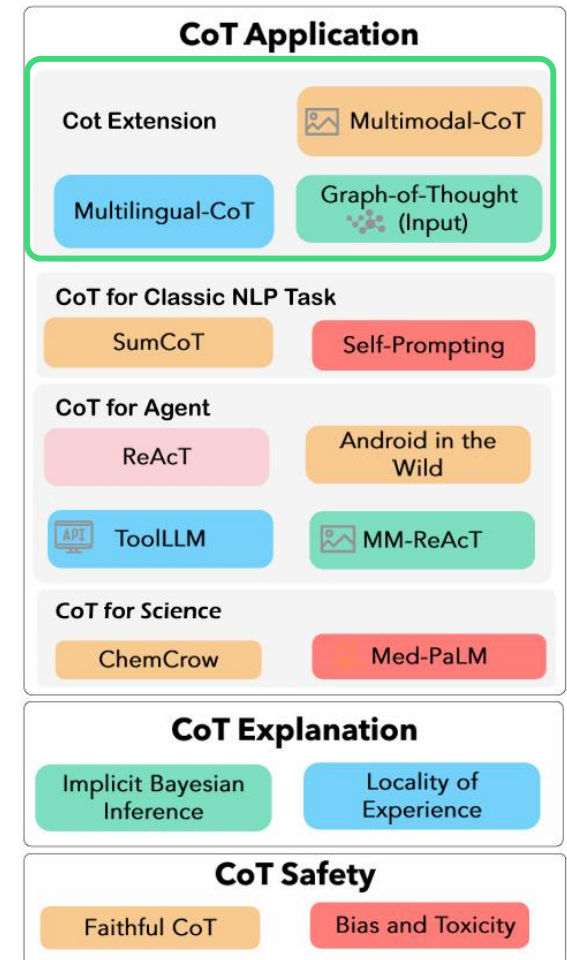 CoT Application
Cot Extension
Multimodal-CoT
Multilingual-CoT
Graph-of-Thought
(Input)
CoT for Classic NLP Task
SumCoT
Self-Prompting
CoT for Agent
ReAcT
Android in the
Wild
API
ToolLLM
MM-ReAcT
CoT for Science
ChemCrow
Med-PaLM
CoT Explanation
Implicit Bayesian
Inference
Locality of
Experience
CoT Safety
Faithful CoT
Bias and Toxicity